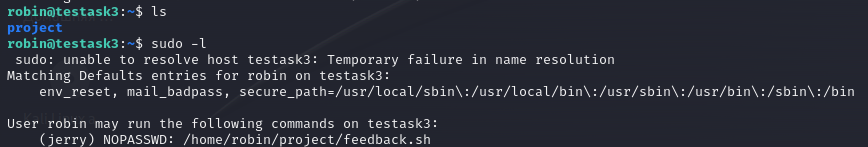 robin@testask3:~$ ls
project
robin@testask3:~$ sudo -l
sudo: unable to resolve host testask3: Temporary failure in name resolution
Matching Defaults entries for robin on testask3:
env_reset, mail_badpass, secure_path=/usr/local/sbin\:/usr/local/bin\:/usr/sbin\:/usr/bin\:/sbin\:/bin
User robin may run the following commands on testask3:
(jerry) NOPASSWD: /home/robin/project/feedback.sh